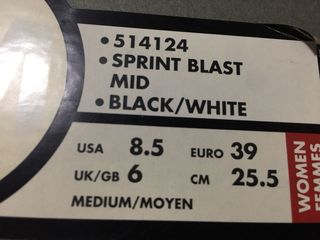 • 514124
• SPRINT BLAST
MID
• BLACK/WHITE
USA 8.5 EURO 39
UK/GB 6 CM 25.5
MEDIUM/MOYEN
WOMEN
FEMMES